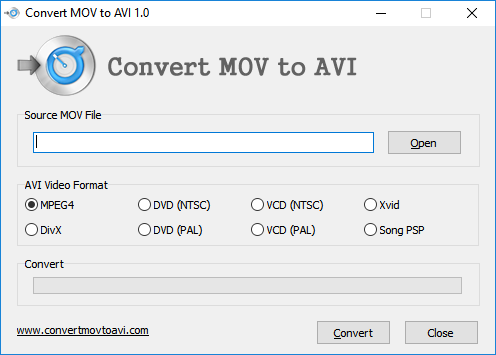 Convert MOV to AVI 1.0
Convert MOV to AVI
Source MOV File
Open
AVI Video Format
MPEG4 DVD (NTSC) VCD (NTSC) Xvid
DivX DVD (PAL) VCD (PAL) Song PSP
Convert
www.convertmovtoavi.com Convert Close